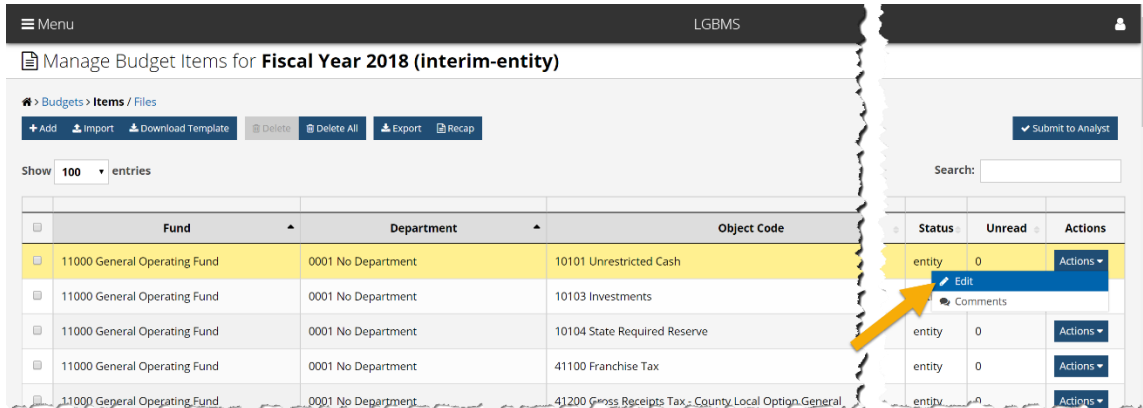 Menu LGBMS
Manage Budget Items for Fiscal Year 2018 (interim-entity)
> Budgets > Items / Files
Add Import Download Template Delete Delete All Export Recap Submit to Analyst
Show 100 entries Search:
Fund Department Object Code Status Unread Actions
11000 General Operating Fund 0001 No Department 10101 Unrestricted Cash entity 0 Actions
Edit
11000 General Operating Fund 0001 No Department 10103 Investments
Comments
11000 General Operating Fund 0001 No Department 10104 State Required Reserve entity 0 Actions
11000 General Operating Fund 0001 No Department 41100 Franchise Tax entity 0 Actions
11000 General Operating Fund 0001 No Department 41200 Gross Receipts Tax - County Local Option General entity 0 Actions